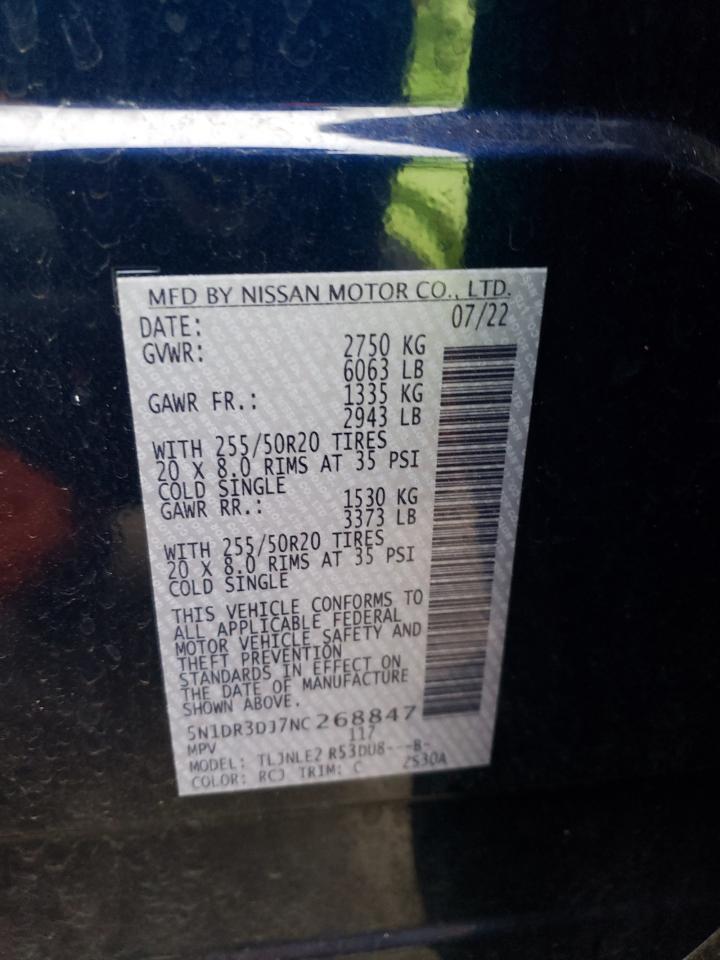 MFD BY NISSAN MOTOR CO., LTD.
DATE: 07/22
GVWR: 2750 KG
6063 LB
GAWR FR.: 1335 KG
2943 LB
WITH 255/50R20 TIRES
20 X 8.0 RIMS AT 35 PSI
COLD SINGLE
GAWR RR.: 1530 KG
3373 LB
WITH 255/50R20 TIRES
20 X 8.0 RIMS AT 35 PSI
COLD SINGLE
THIS VEHICLE CONFORMS TO
ALL APPLICABLE FEDERAL
MOTOR VEHICLE SAFETY AND
THEFT PREVENTION
STANDARDS IN EFFECT ON
THE DATE OF MANUFACTURE
SHOWN ABOVE.
5N1DR3DJ7NC268847
MPV 117
MODEL: TLJNLE2 R53DU8---B-
COLOR: RCJ TRIM: C ZS30A